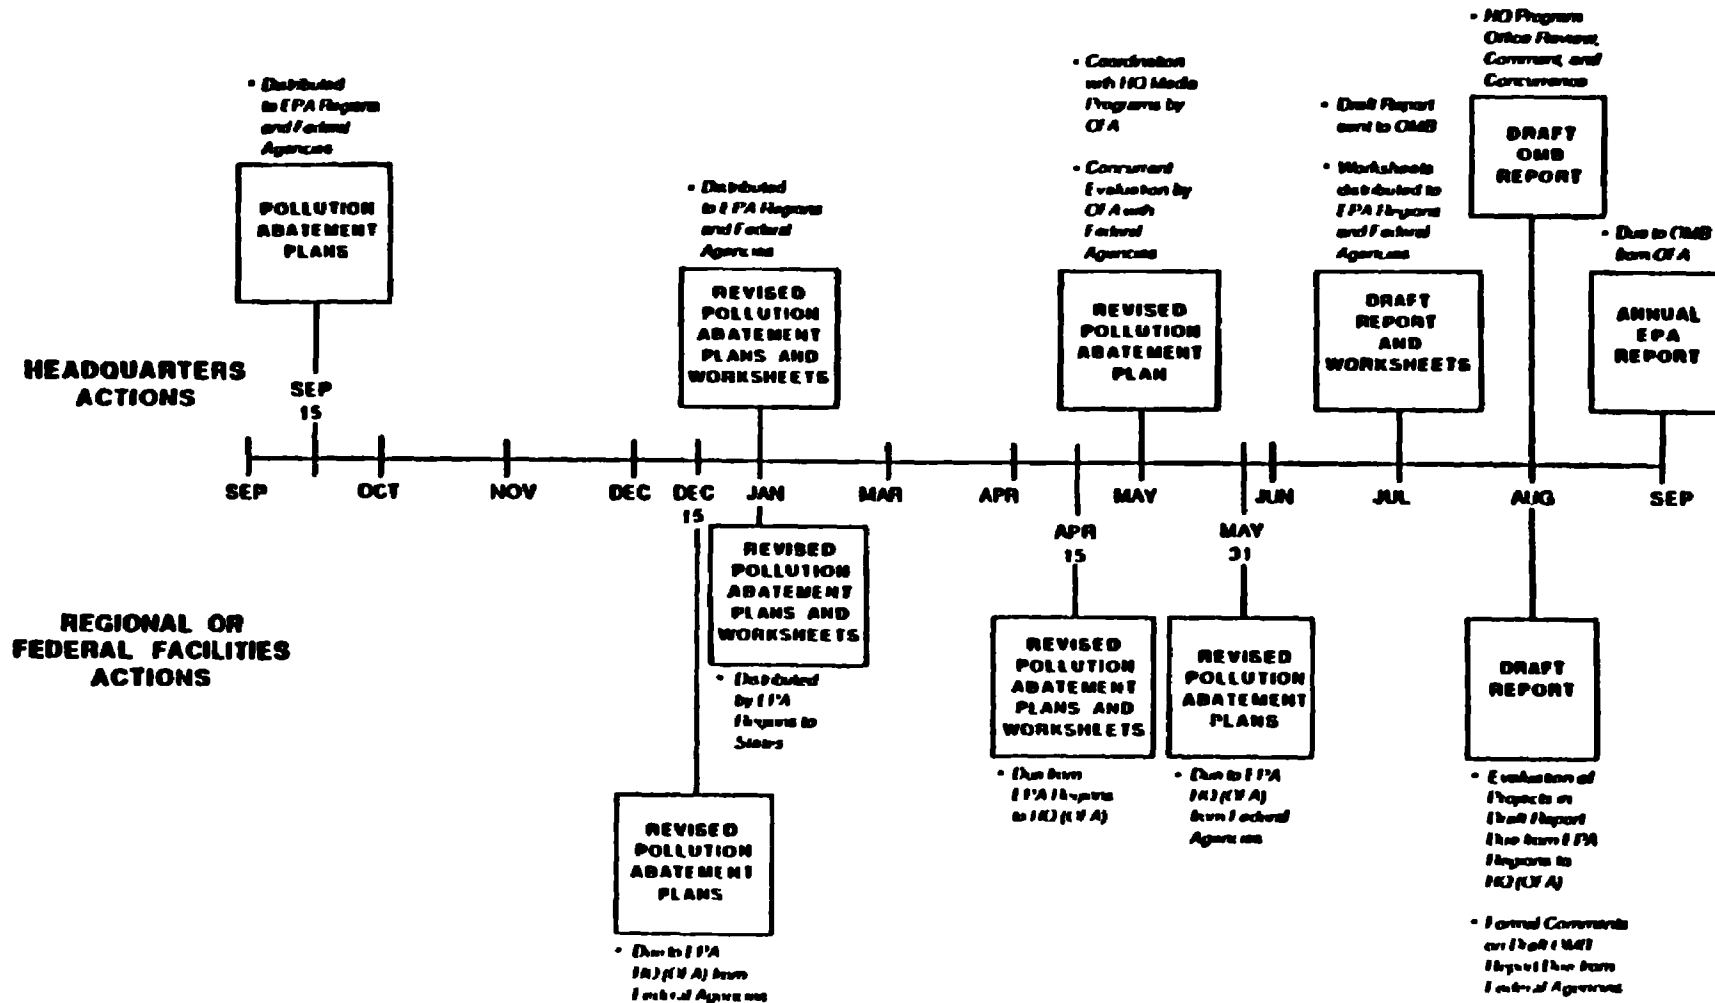 • HQ Program
Office Review,
Comment, and
Concurrence
DRAFT
OMB
REPORT
• Distributed
to EPA Regions
and Federal
Agencies
POLLUTION
ABATEMENT
PLANS
• Distributed
to EPA Regions
and Federal
Agencies
REVISED
POLLUTION
ABATEMENT
PLANS AND
WORKSHEETS
• Coordination
with HQ Media
Programs by
OFA
• Concurrent
Evaluation by
OFA with
Federal
Agencies
REVISED
POLLUTION
ABATEMENT
PLAN
• Draft Report
sent to OMB
• Worksheets
distributed to
EPA Regions
and Federal
Agencies
DRAFT
REPORT
AND
WORKSHEETS
• Due to OMB
from OFA
ANNUAL
EPA
REPORT
HEADQUARTERS
ACTIONS
SEP
15
SEP
OCT
NOV
DEC
DEC
15
JAN
MAR
APR
APR
15
MAY
MAY
31
JUN
JUL
AUG
SEP
REGIONAL OR
FEDERAL FACILITIES
ACTIONS
REVISED
POLLUTION
ABATEMENT
PLANS
• Due to EPA
HQ (OFA) from
Federal Agencies
REVISED
POLLUTION
ABATEMENT
PLANS AND
WORKSHEETS
• Distributed
by EPA
Regions to
States
REVISED
POLLUTION
ABATEMENT
PLANS AND
WORKSHEETS
• Due from
EPA Regions
to HQ (OFA)
REVISED
POLLUTION
ABATEMENT
PLANS
• Due to EPA
HQ (OFA)
from Federal
Agencies
DRAFT
REPORT
• Evaluation of
Projects in
Draft Report
Due from EPA
Regions to
HQ (OFA)
• Formal Comments
on Draft OMB
Report Due from
Federal Agencies